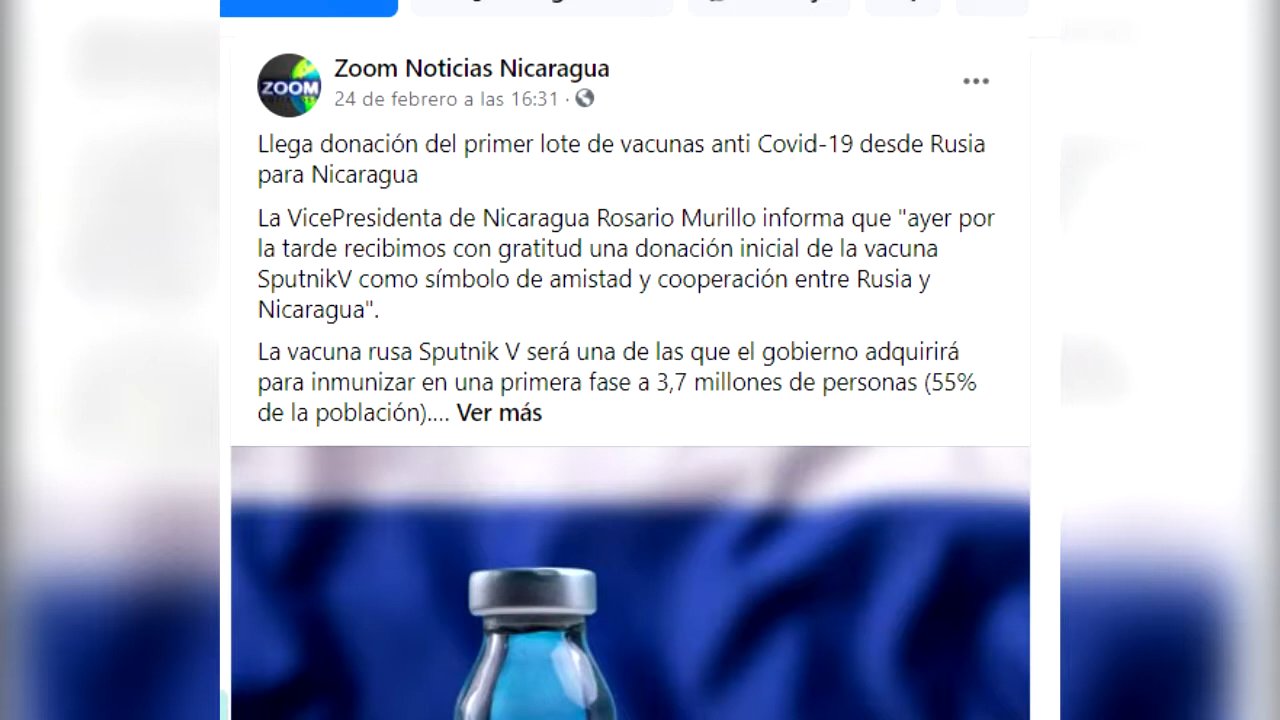 Zoom Noticias Nicaragua
ZOOM
24 de febrero a las 16:31 ·
Llega donación del primer lote de vacunas anti Covid-19 desde Rusia
para Nicaragua
La VicePresidenta de Nicaragua Rosario Murillo informa que "ayer por
la tarde recibimos con gratitud una donación inicial de la vacuna
SputnikV como símbolo de amistad y cooperación entre Rusia y
Nicaragua".
La vacuna rusa Sputnik V será una de las que el gobierno adquirirá
para inmunizar en una primera fase a 3,7 millones de personas (55%
de la población).... Ver más